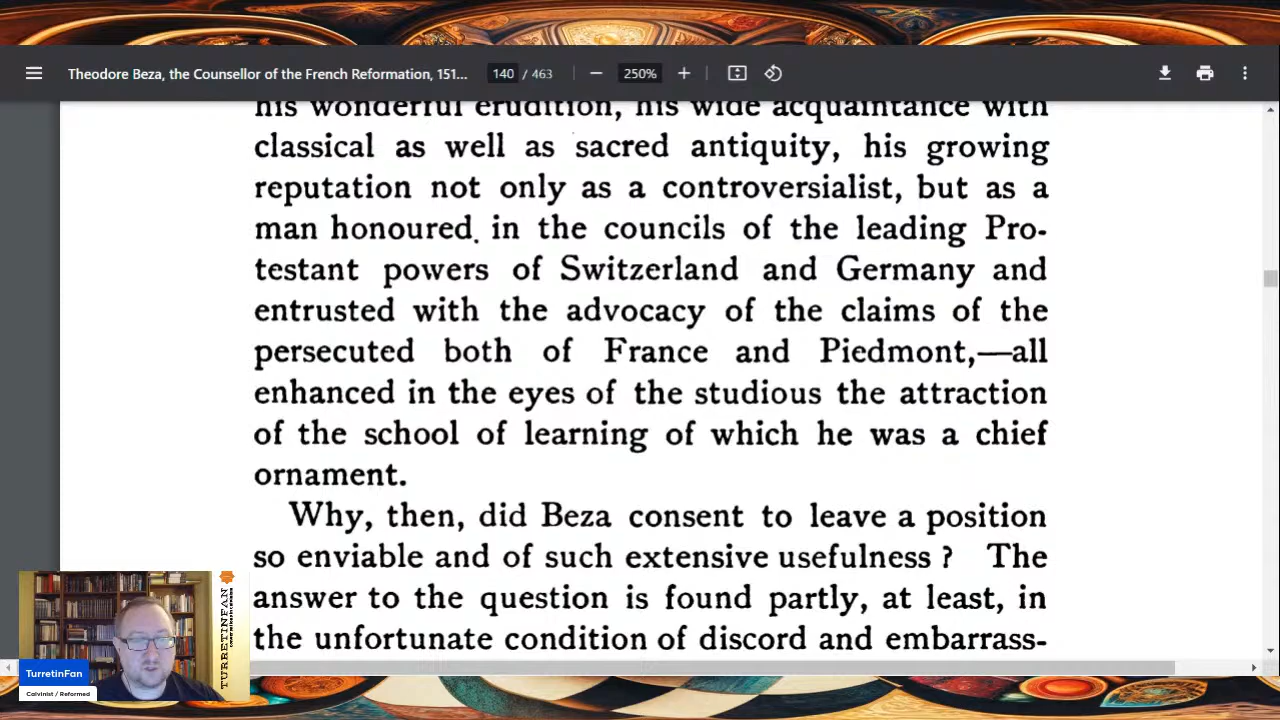 Theodore Beza, the Counsellor of the French Reformation, 151...
140 / 463
250%
his wonderful erudition, his wide acquaintance with
classical as well as sacred antiquity, his growing
reputation not only as a controversialist, but as a
man honoured in the councils of the leading Pro-
testant powers of Switzerland and Germany and
entrusted with the advocacy of the claims of the
persecuted both of France and Piedmont,—all
enhanced in the eyes of the studious the attraction
of the school of learning of which he was a chief
ornament.
Why, then, did Beza consent to leave a position
so enviable and of such extensive usefulness ? The
answer to the question is found partly, at least, in
the unfortunate condition of discord and embarrass-
TURRETINFAN
TurretinFan
Calvinist / Reformed